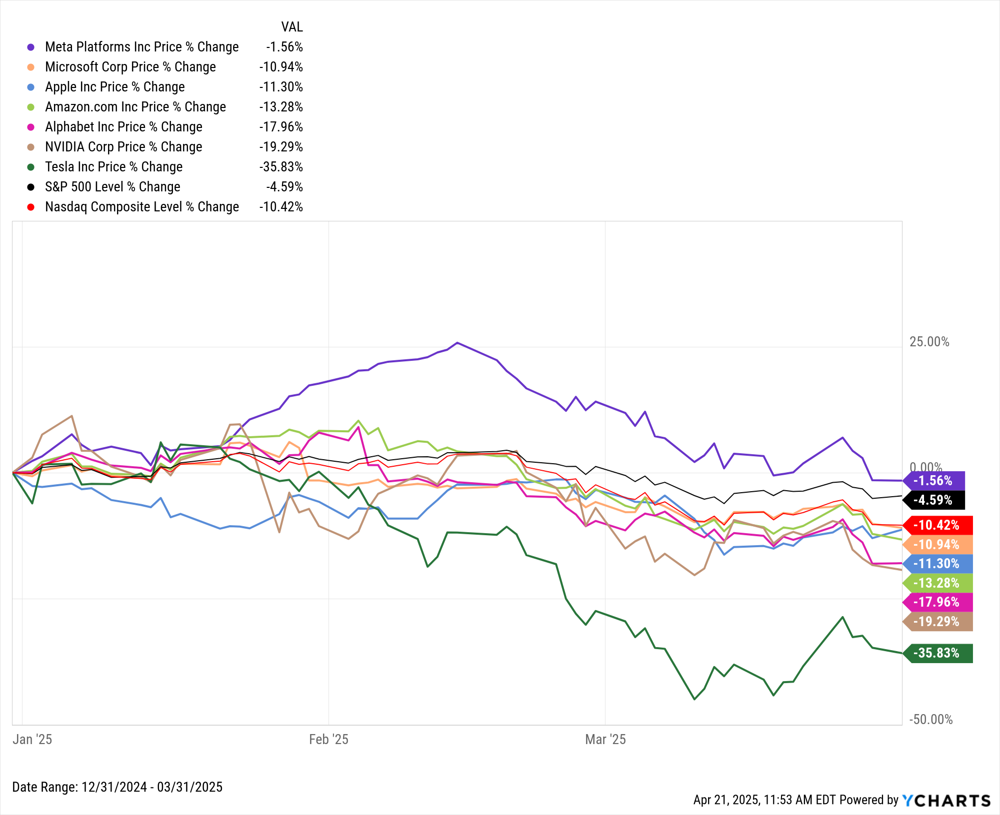 VAL
Meta Platforms Inc Price % Change -1.56%
Microsoft Corp Price % Change -10.94%
Apple Inc Price % Change -11.30%
Amazon.com Inc Price % Change -13.28%
Alphabet Inc Price % Change -17.96%
NVIDIA Corp Price % Change -19.29%
Tesla Inc Price % Change -35.83%
S&P 500 Level % Change -4.59%
Nasdaq Composite Level % Change -10.42%
25.00%
0.00%
-1.56%
-4.59%
-10.42%
-10.94%
-11.30%
-13.28%
-17.96%
-19.29%
-35.83%
-50.00%
Jan '25 Feb '25 Mar '25
Date Range: 12/31/2024 - 03/31/2025
Apr 21, 2025, 11:53 AM EDT Powered by YCHARTS